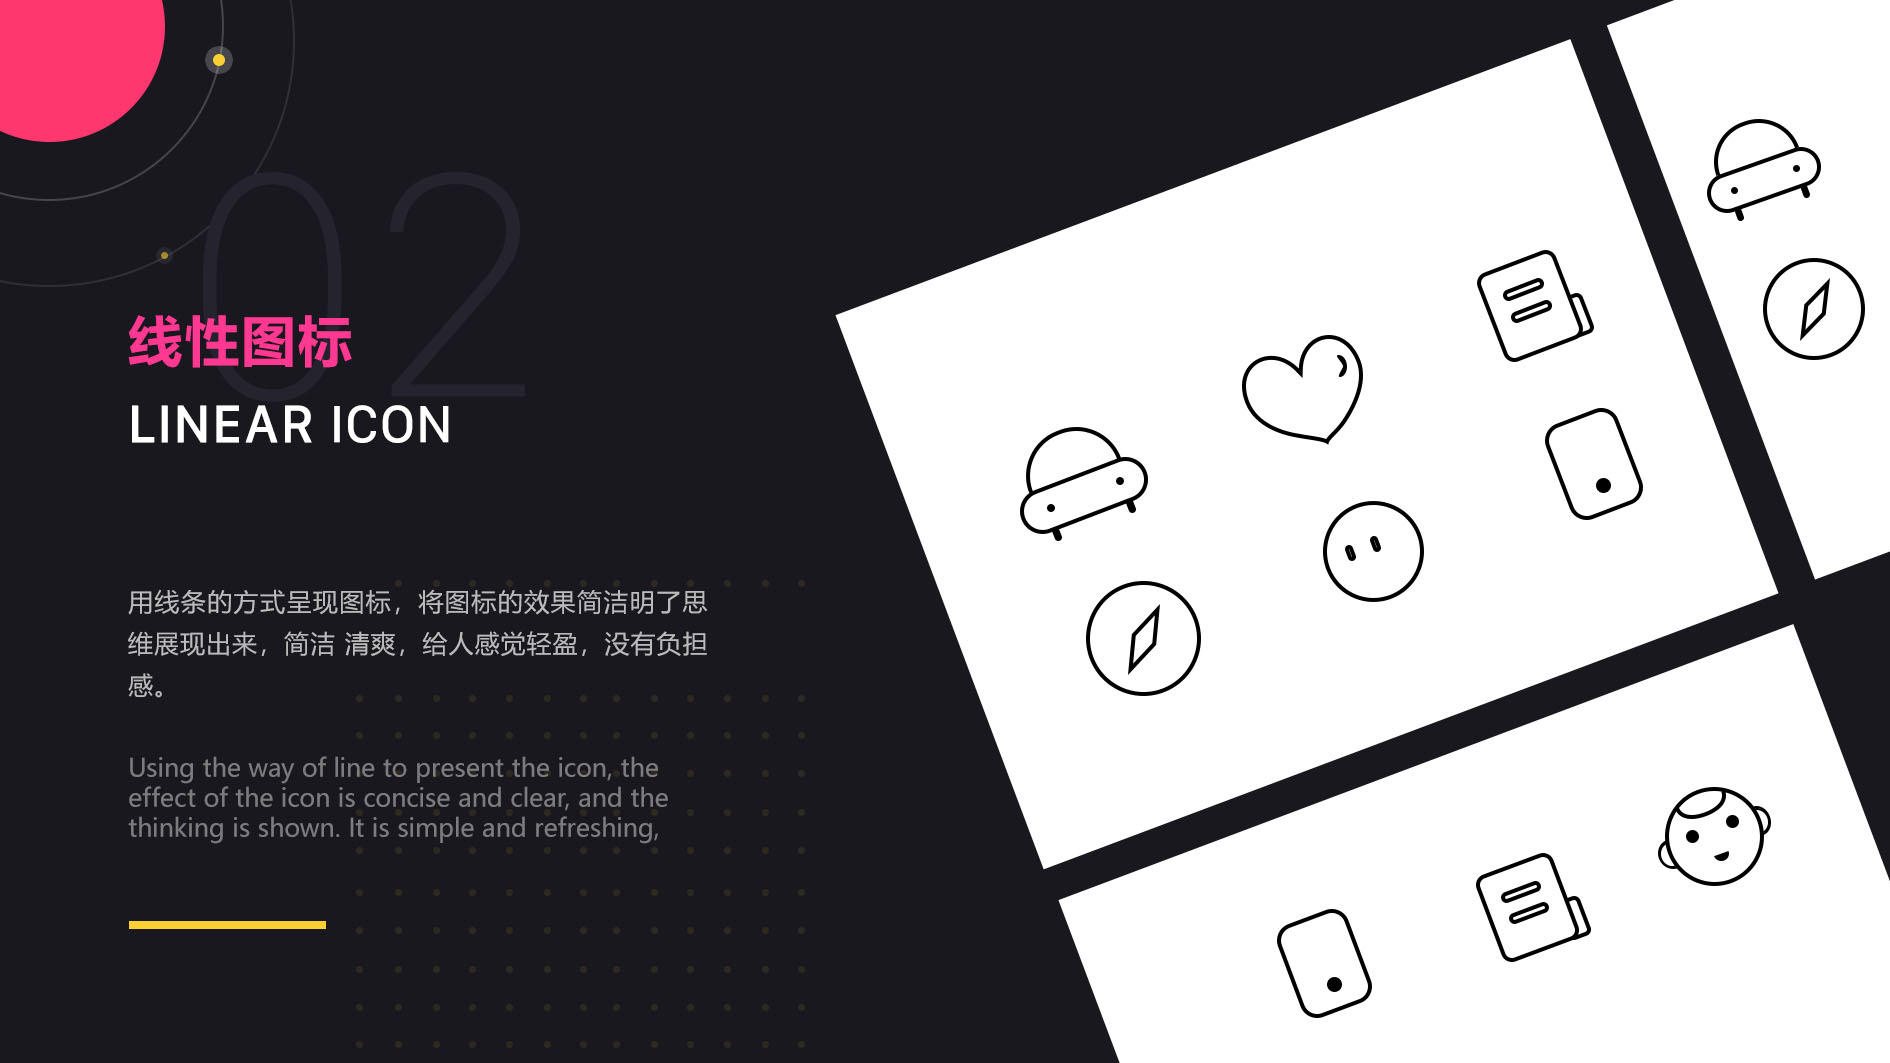 02
线性图标
LINEAR ICON
用线条的方式呈现图标，将图标的效果简洁明了思
维展现出来，简洁 清爽，给人感觉轻盈，没有负担
感。
Using the way of line to present the icon, the
effect of the icon is concise and clear, and the
thinking is shown. It is simple and refreshing,